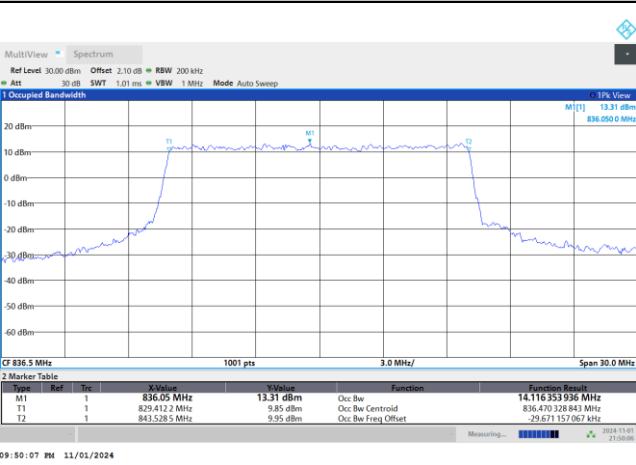 MultiView Spectrum
Ref Level 30.00 dBm Offset 2.10 dB RBW 200 kHz
Att 30 dB SWT 1.01 ms VBW 1 MHz Mode Auto Sweep
1 Occupied Bandwidth 1Pk View
M1[1] 13.31 dBm
836.050 0 MHz
20 dBm
T1 M1 T2
10 dBm
0 dBm
-10 dBm
-20 dBm
-30 dBm
-40 dBm
-50 dBm
-60 dBm
CF 836.5 MHz 1001 pts 3.0 MHz/ Span 30.0 MHz
2 Marker Table
Type Ref Trc X-Value Y-Value Function Function Result
M1 1 836.05 MHz 13.31 dBm Occ Bw 14.116 353 936 MHz
T1 1 829.412 2 MHz 9.85 dBm Occ Bw Centroid 836.470 328 843 MHz
T2 1 843.528 5 MHz 9.95 dBm Occ Bw Freq Offset -29.671 157 067 kHz
Measuring... 2024-11-01
21:50:06
09:50:07 PM 11/01/2024